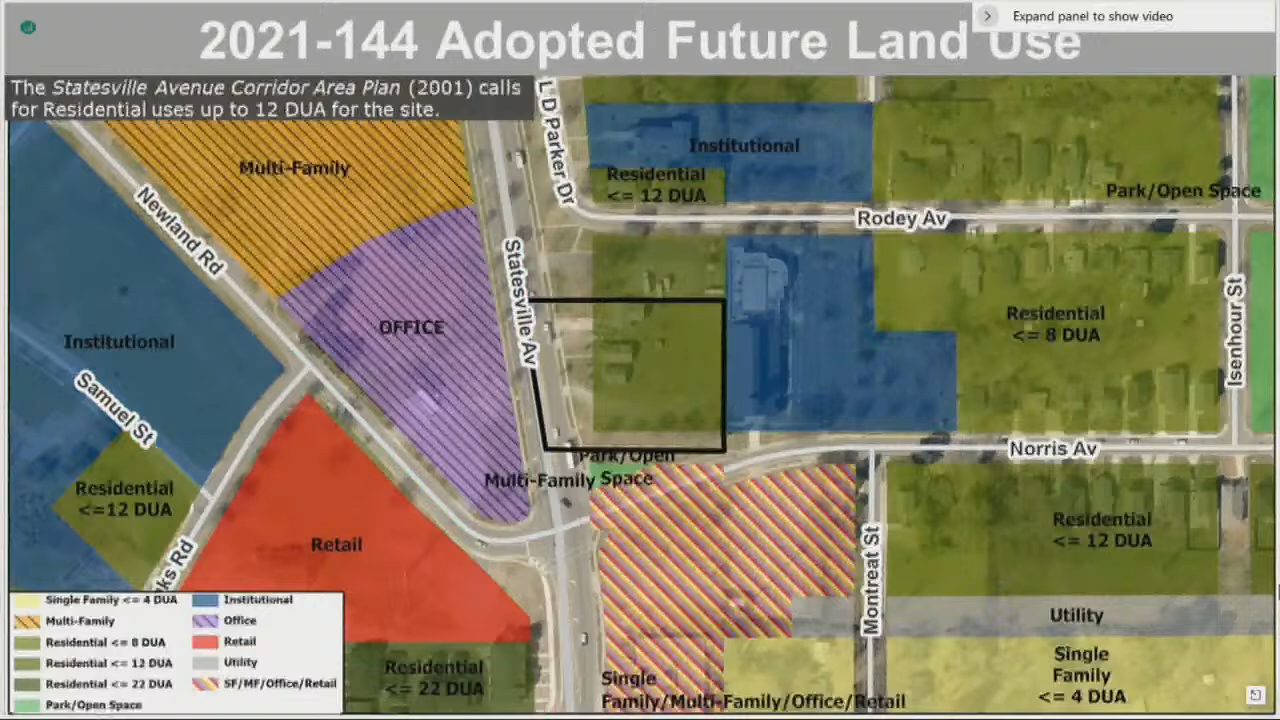 Expand panel to show video
2021-144 Adopted Future Land Use
The Statesville Avenue Corridor Area Plan (2001) calls
for Residential uses up to 12 DUA for the site.
L D Parker Dr
Institutional
Multi-Family
Residential
<= 12 DUA
Park/Open Space
Newland Rd
Rodey Av
Statesville Av
OFFICE
Institutional
Residential
<= 8 DUA
Isenhour St
Samuel St
Norris Av
Park/Open
Space
Multi-Family
Residential
<=12 DUA
Residential
<= 12 DUA
Retail
ks Rd
Montreat St
Utility
Single Family <= 4 DUA
Multi-Family
Residential <= 8 DUA
Residential <= 12 DUA
Residential <= 22 DUA
Park/Open Space
Institutional
Office
Retail
Utility
SF/MF/Office/Retail
Residential
<= 22 DUA
Single
Family/Multi-Family/Office/Retail
Single
Family
<= 4 DUA